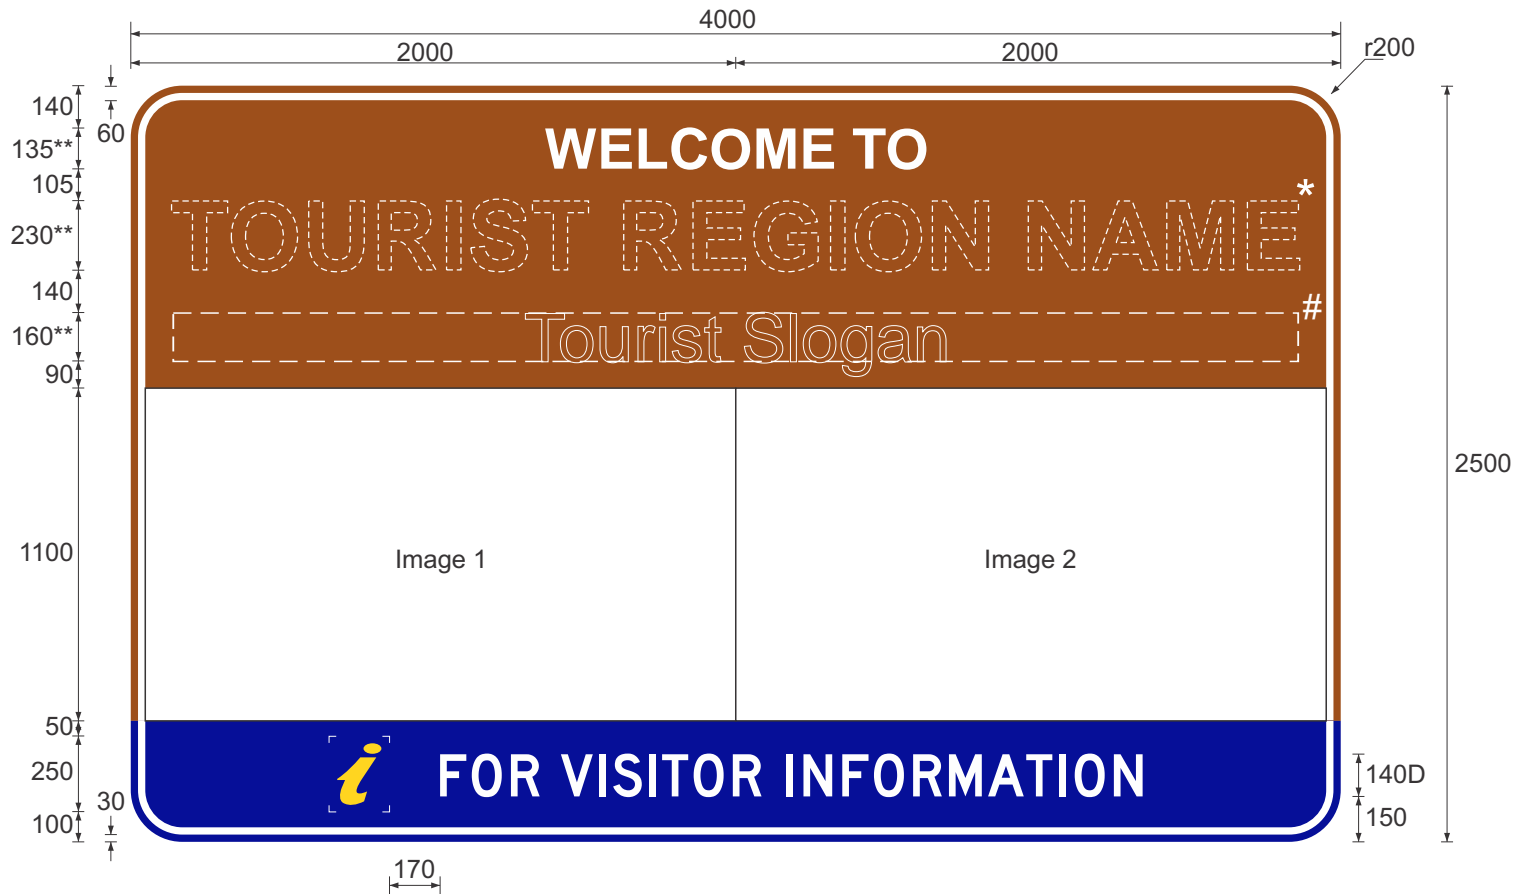 4000
2000
2000
r200
140
60
135**
WELCOME TO
105
*
230**
TOURIST REGION NAME
140
#
160**
Tourist Slogan
90
2500
1100
Image 1
Image 2
50
250
i FOR VISITOR INFORMATION
140D
30
100
150
170